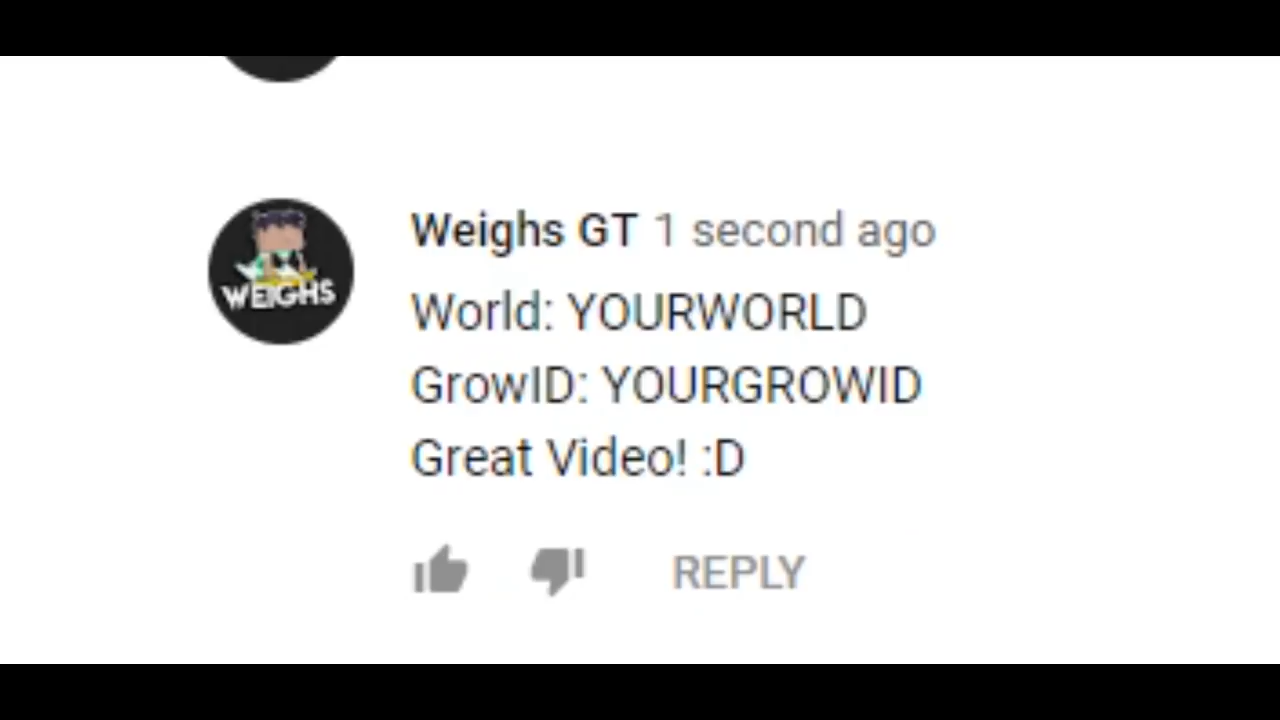 WEIGHS
Weighs GT 1 second ago
World: YOURWORLD
GrowID: YOURGROWID
Great Video! :D
REPLY